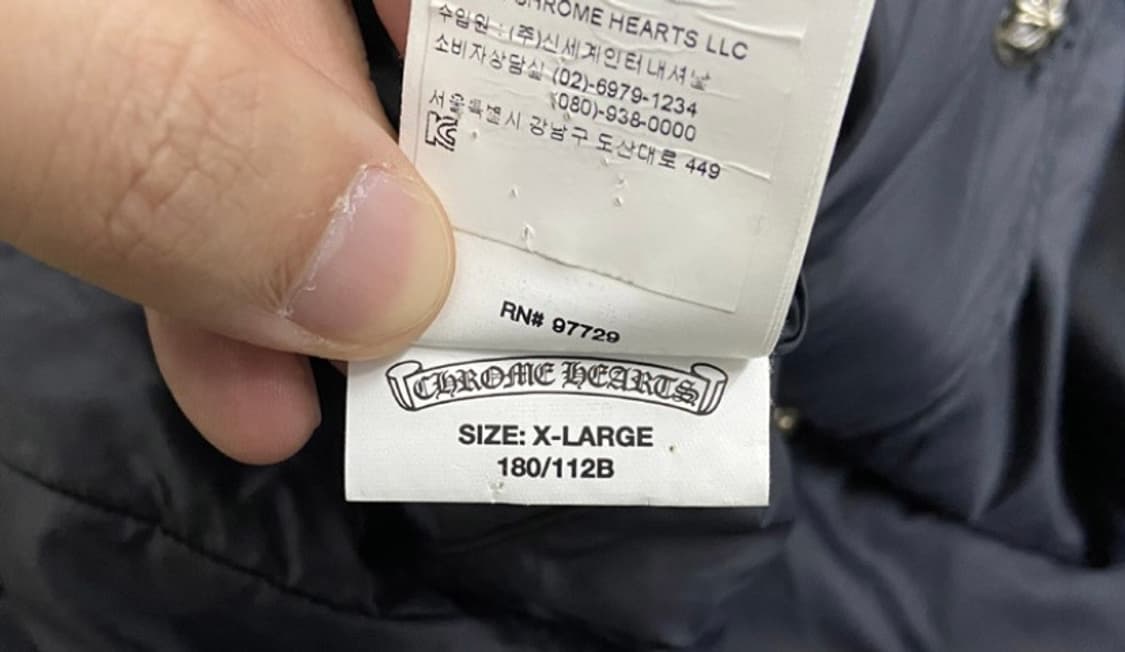 CHROME HEARTS LLC
수입원 : (주)신세계인터내셔날
소비자상담실 (02)-6979-1234
(080)-938-0000
서울특별시 강남구 도산대로 449
RN# 97729
CHROME HEARTS
SIZE: X-LARGE
180/112B